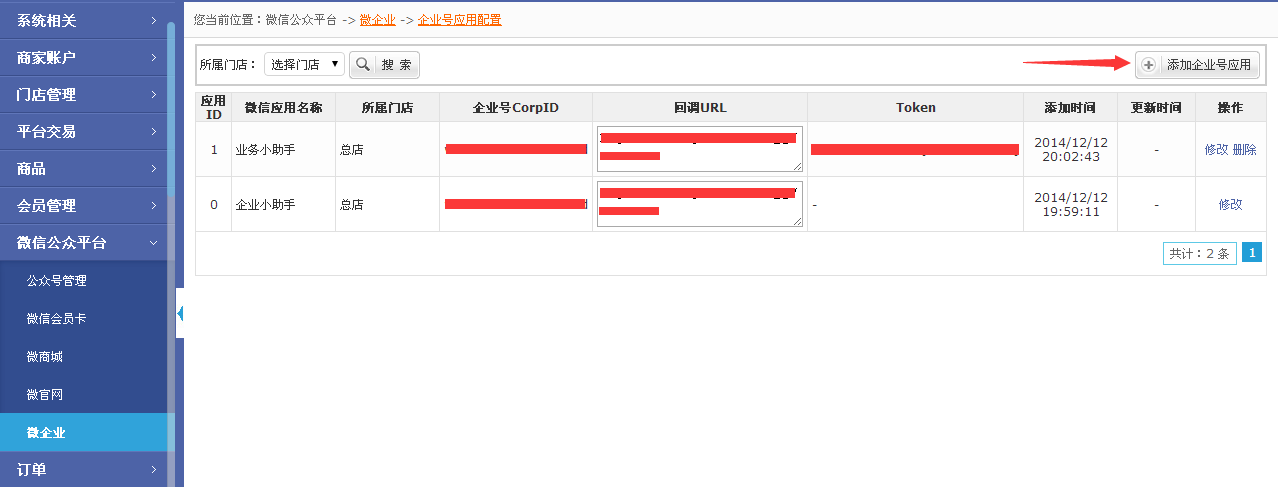 系统相关
商家账户
门店管理
平台交易
商品
会员管理
微信公众平台
公众号管理
微信会员卡
微商城
微官网
微企业
订单
您当前位置：微信公众平台 -> 微企业 -> 企业号应用配置
所属门店： 选择门店 搜 索 添加企业号应用
应用ID 微信应用名称 所属门店 企业号CorpID 回调URL Token 添加时间 更新时间 操作
1 业务小助手 总店 2014/12/12 20:02:43 - 修改 删除
0 企业小助手 总店 - 2014/12/12 19:59:11 - 修改
共计：2 条 1